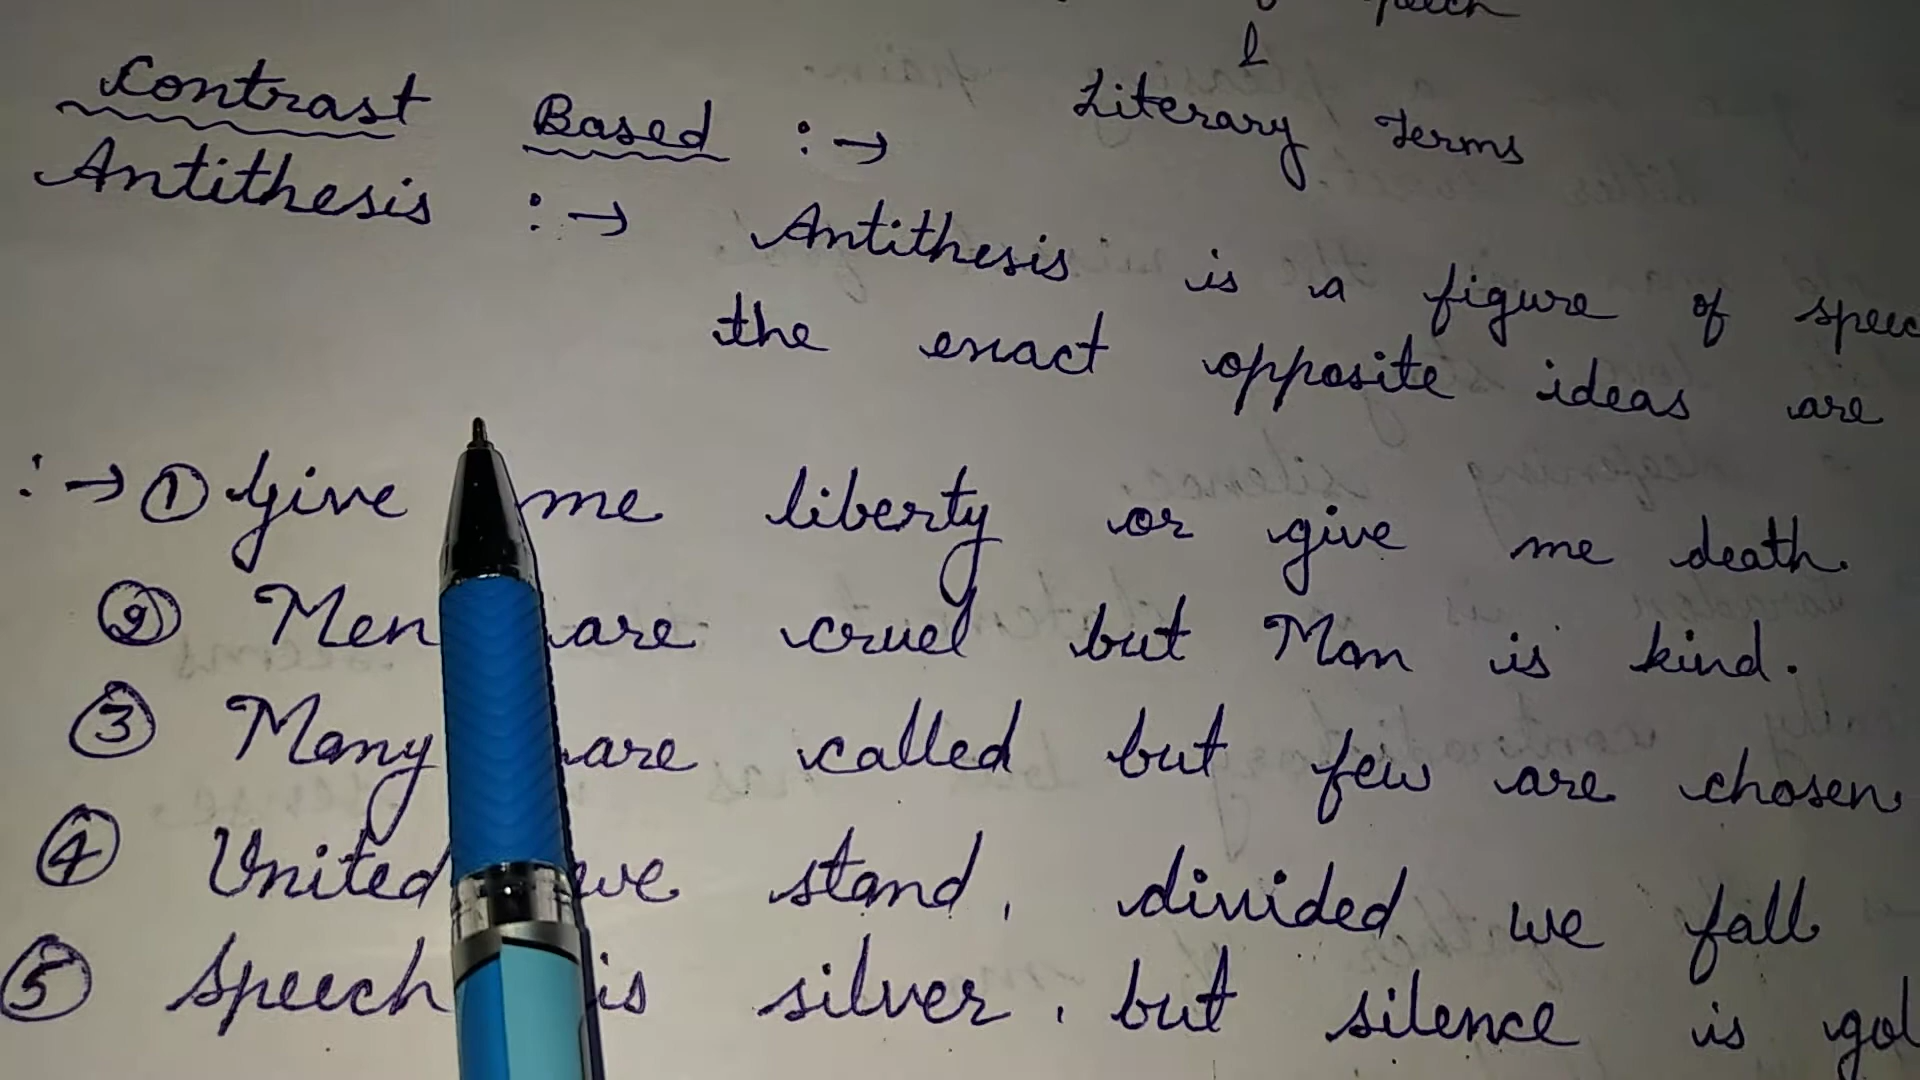 &
Literary Terms
Contrast Based :→
Antithesis :→ Antithesis is a figure of speec
the exact opposite ideas are
:→ ① Give me liberty or give me death.
② Men are cruel but Man is kind.
③ Many are called but few are chosen.
④ United we stand, divided we fall
⑤ Speech is silver, but silence is gol